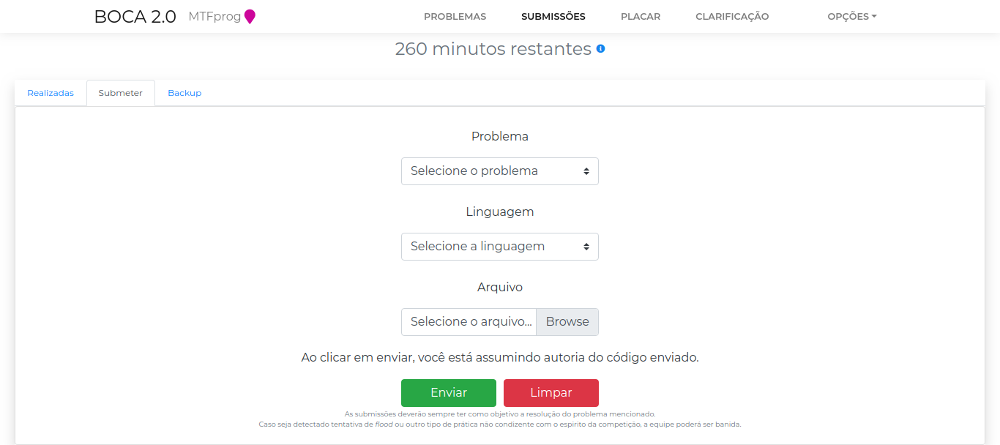 BOCA 2.0 MTFprog PROBLEMAS SUBMISSÕES PLACAR CLARIFICAÇÃO OPÇÕES
260 minutos restantes
Realizadas Submeter Backup
Problema
Selecione o problema
Linguagem
Selecione a linguagem
Arquivo
Selecione o arquivo... Browse
Ao clicar em enviar, você está assumindo autoria do código enviado.
Enviar Limpar
As submissões deverão sempre ter como objetivo a resolução do problema mencionado.
Caso seja detectado tentativa de flood ou outro tipo de prática não condizente com o espirito da competição, a equipe poderá ser banida.